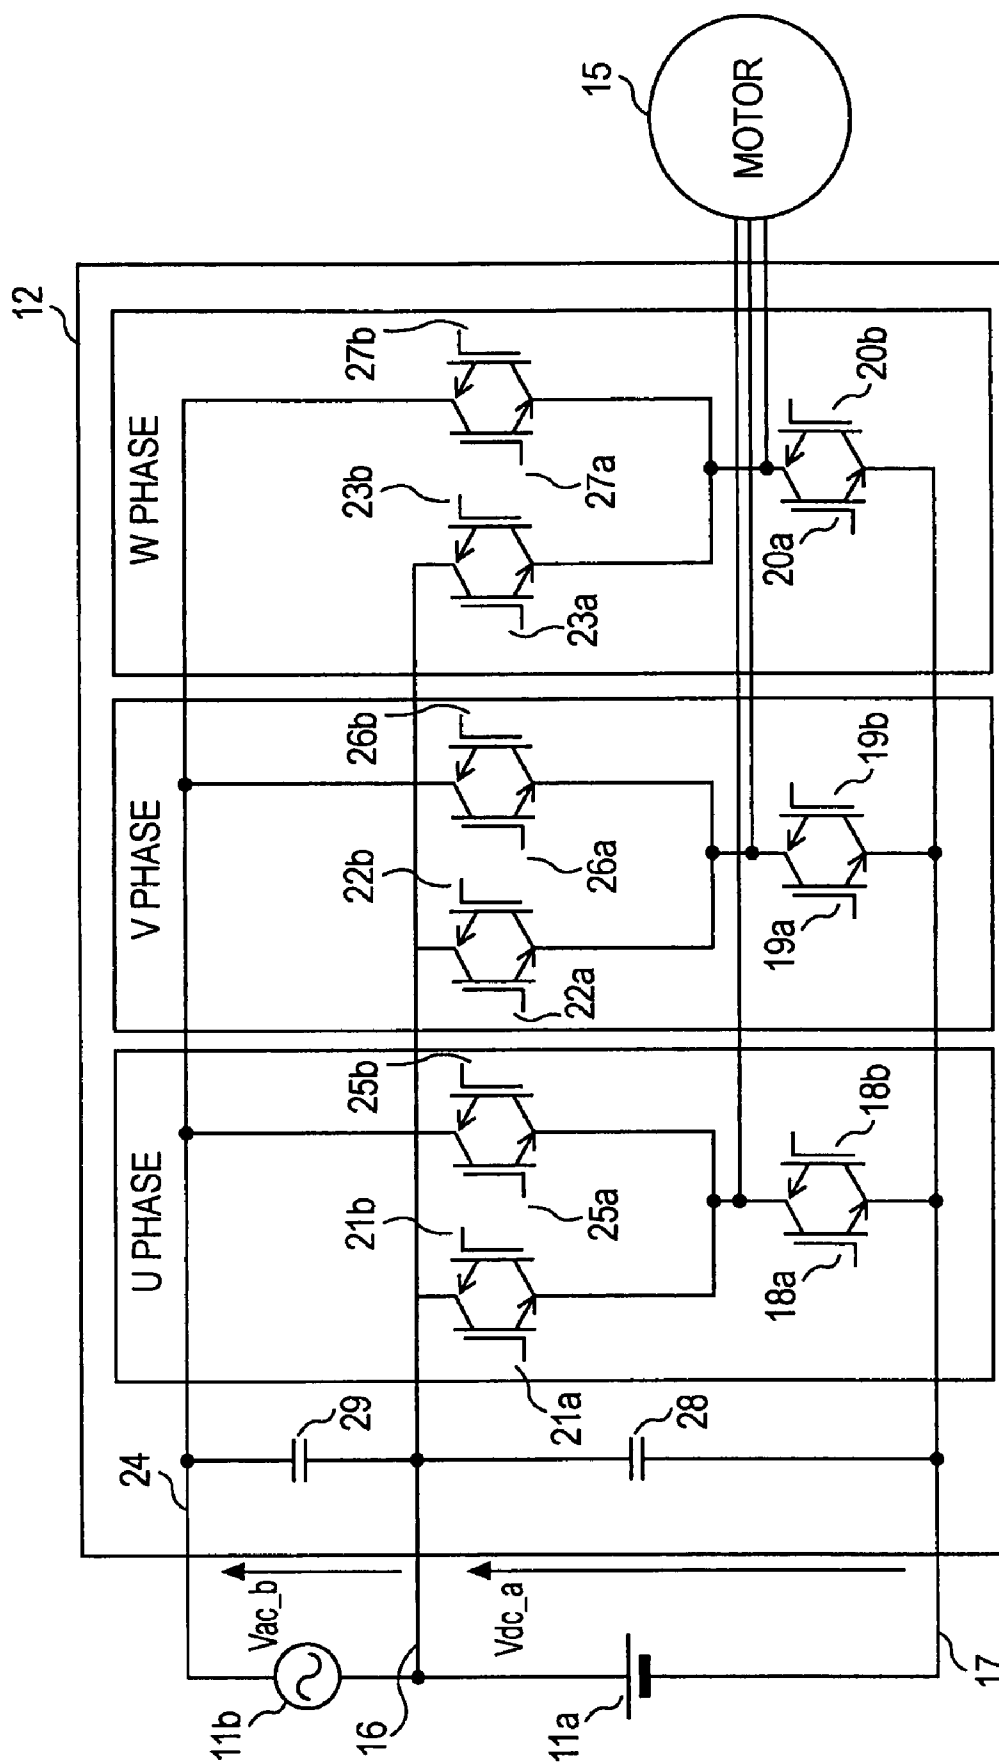 12
15
MOTOR
U PHASE
V PHASE
W PHASE
24
29
28
21a
21b
25a
25b
22a
22b
26a
26b
23a
23b
27a
27b
18a
18b
19a
19b
20a
20b
Vac_b
Vdc_a
11b
16
11a
17